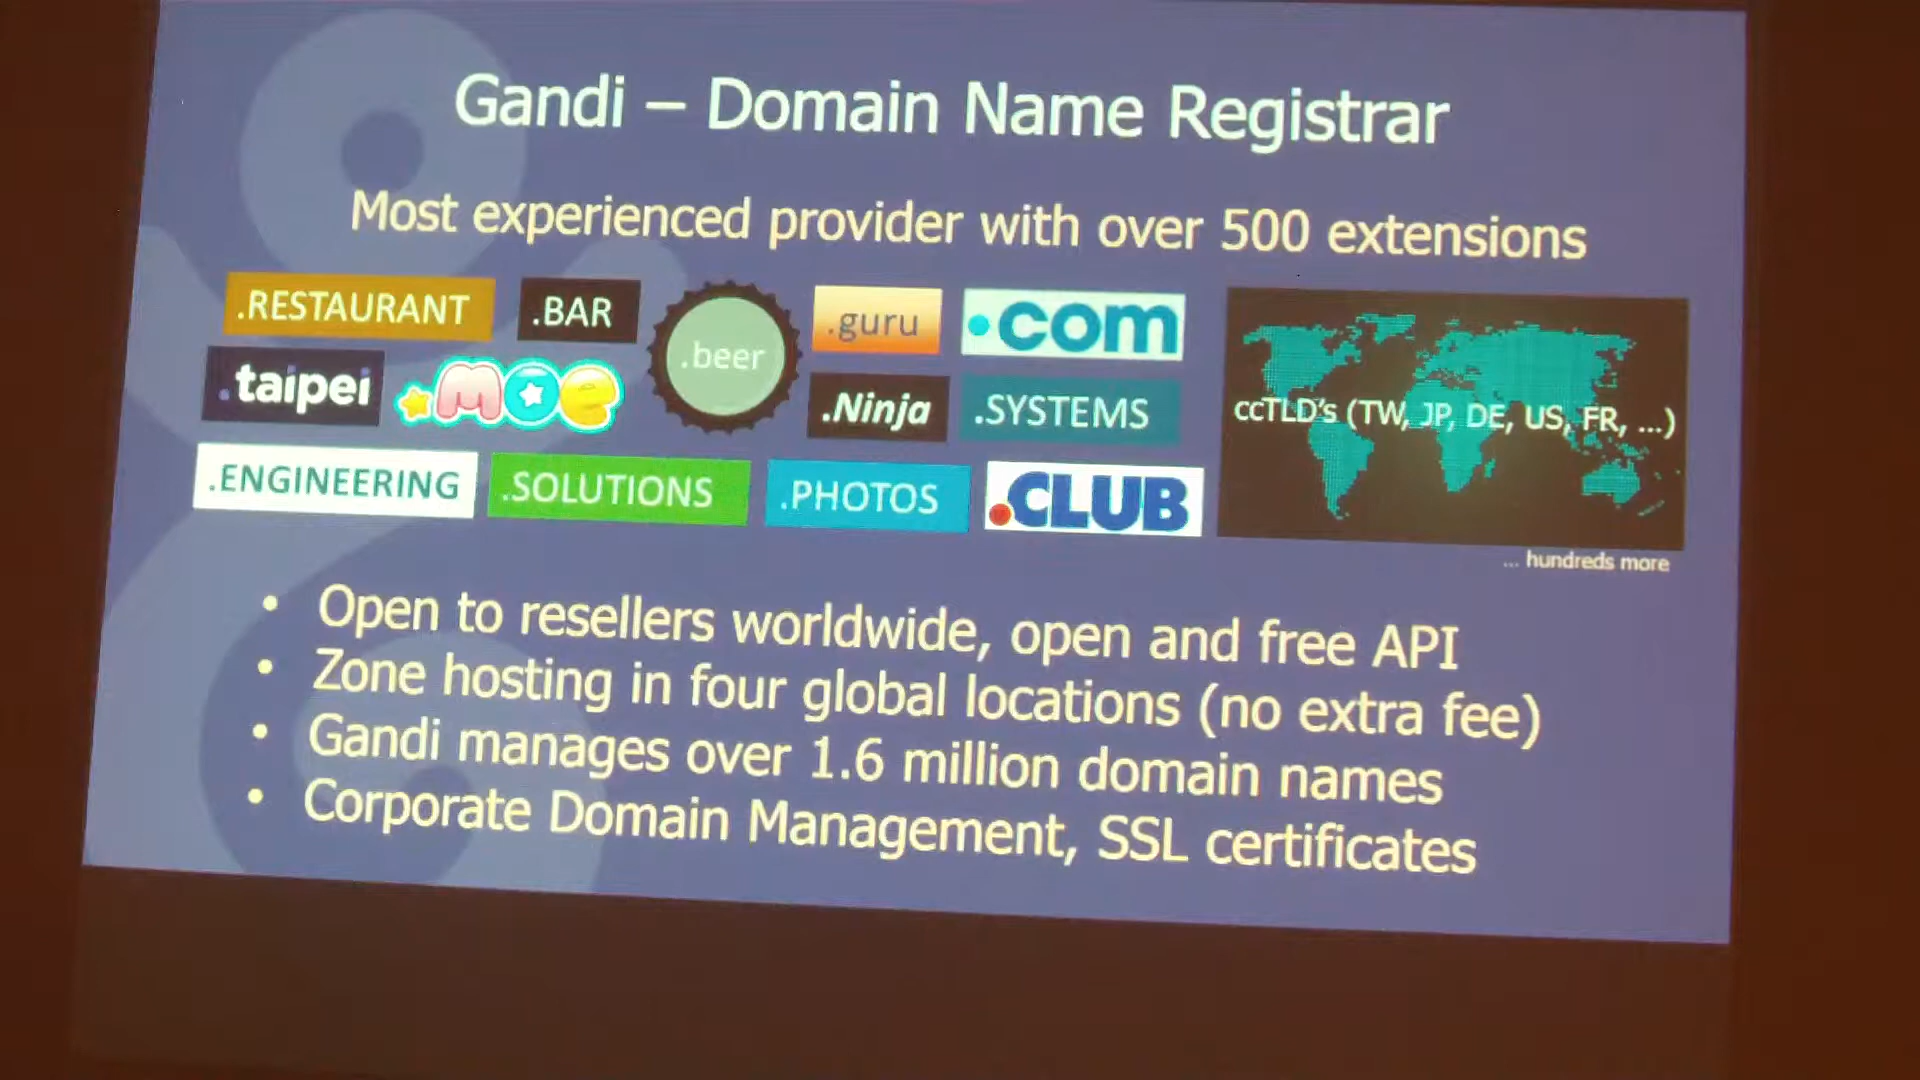 Gandi – Domain Name Registrar
Most experienced provider with over 500 extensions
.RESTAURANT
.BAR
.beer
.guru
.com
.taipei
.MOe
.Ninja
.SYSTEMS
ccTLD's (TW, JP, DE, US, FR, ...)
.ENGINEERING
.SOLUTIONS
.PHOTOS
.CLUB
... hundreds more
• Open to resellers worldwide, open and free API
• Zone hosting in four global locations (no extra fee)
• Gandi manages over 1.6 million domain names
• Corporate Domain Management, SSL certificates